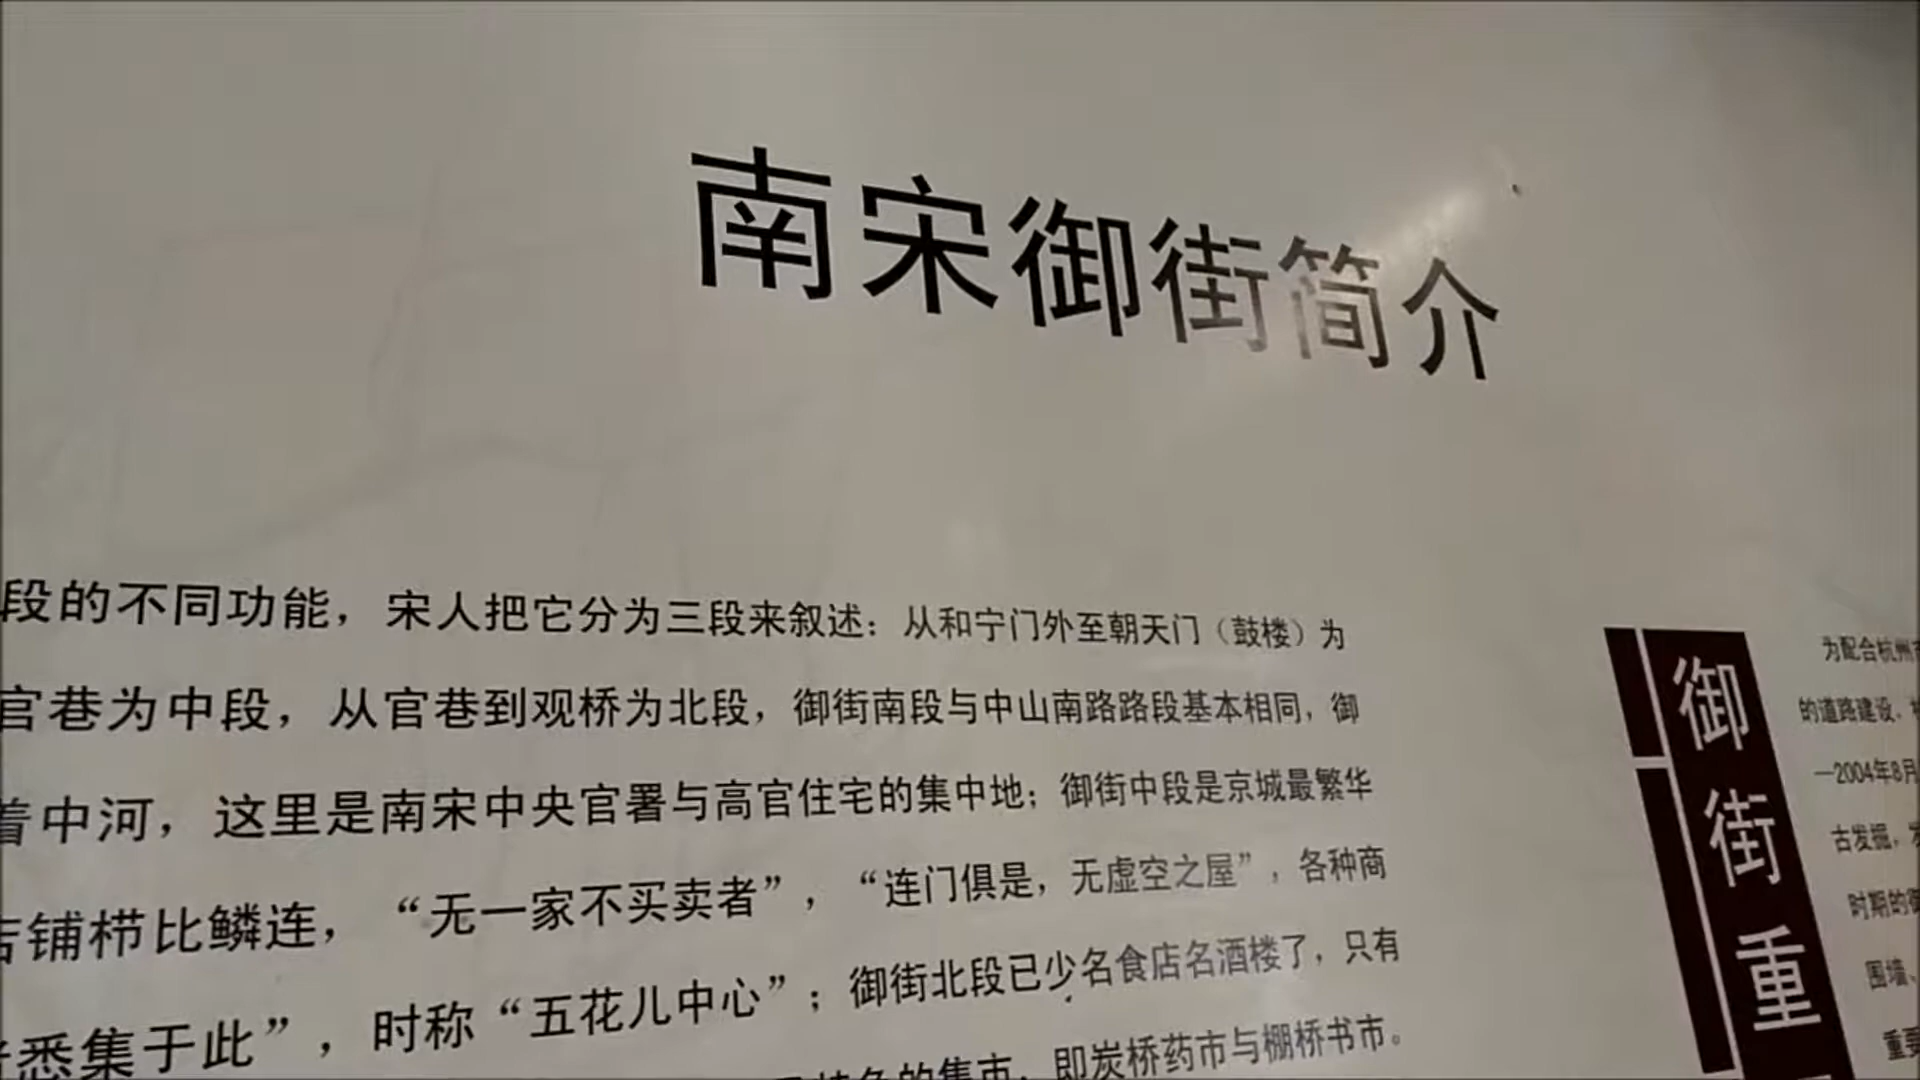 南宋御街简介
段的不同功能，宋人把它分为三段来叙述：从和宁门外至朝天门（鼓楼）为
官巷为中段，从官巷到观桥为北段，御街南段与中山南路路段基本相同，御
着中河，这里是南宋中央官署与高官住宅的集中地；御街中段是京城最繁华
店铺栉比鳞连，“无一家不买卖者”，“连门俱是，无虚空之屋”，各种商
悉集于此”，时称“五花儿中心”；御街北段已少名食店名酒楼了，只有
的集市，即炭桥药市与棚桥书市。
御街重
为配合杭州
的道路建设，
—2004年8月
古发掘，
时期的御
围墙、
重要